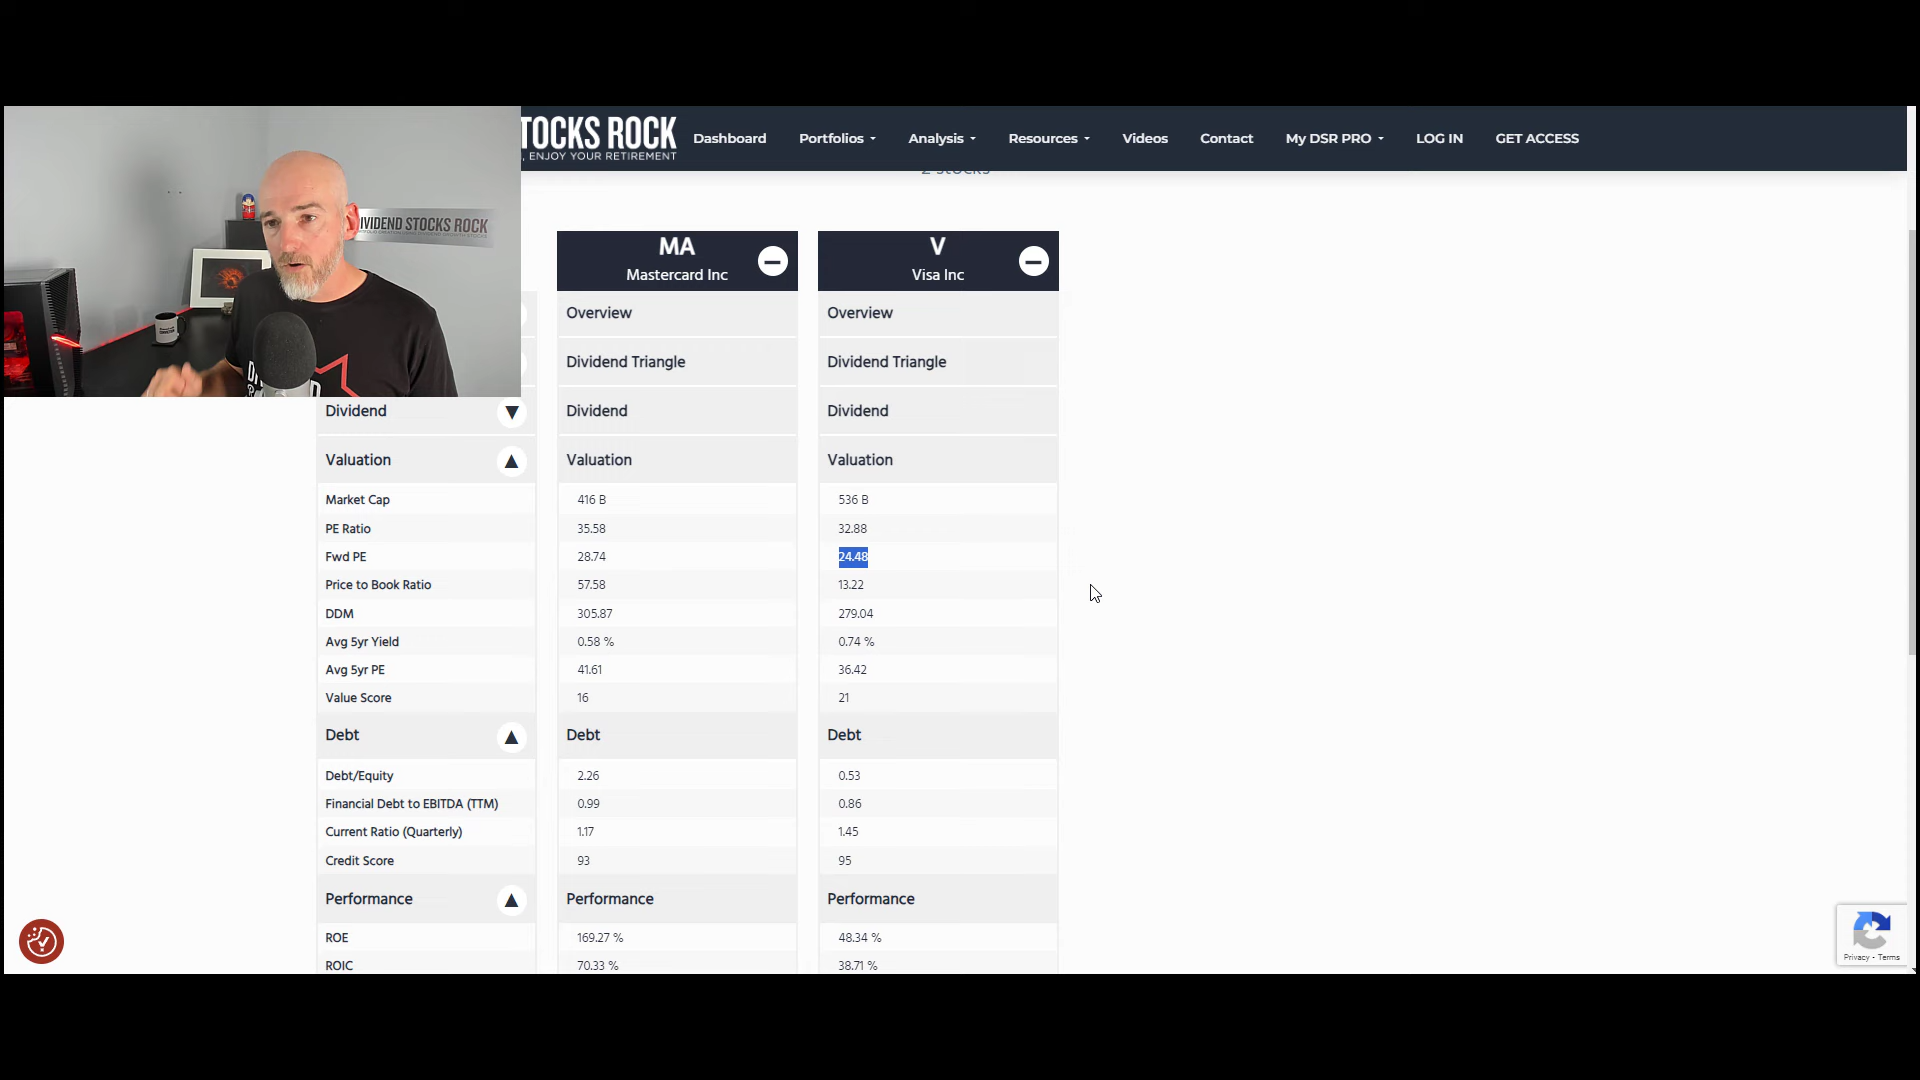 TOCKS ROCK
, ENJOY YOUR RETIREMENT
Dashboard
Portfolios
Analysis
Resources
Videos
Contact
My DSR PRO
LOG IN
GET ACCESS
2 stocks
IVIDEND STOCKS ROCK
MA
Mastercard Inc
V
Visa Inc
Overview
Overview
Dividend Triangle
Dividend Triangle
Dividend
Dividend
Dividend
Valuation
Valuation
Valuation
Market Cap
416 B
536 B
PE Ratio
35.58
32.88
Fwd PE
28.74
24.48
Price to Book Ratio
57.58
13.22
DDM
305.87
279.04
Avg 5yr Yield
0.58 %
0.74 %
Avg 5yr PE
41.61
36.42
Value Score
16
21
Debt
Debt
Debt
Debt/Equity
2.26
0.53
Financial Debt to EBITDA (TTM)
0.99
0.86
Current Ratio (Quarterly)
1.17
1.45
Credit Score
93
95
Performance
Performance
Performance
ROE
169.27 %
48.34 %
ROIC
70.33 %
38.71 %
Privacy - Terms